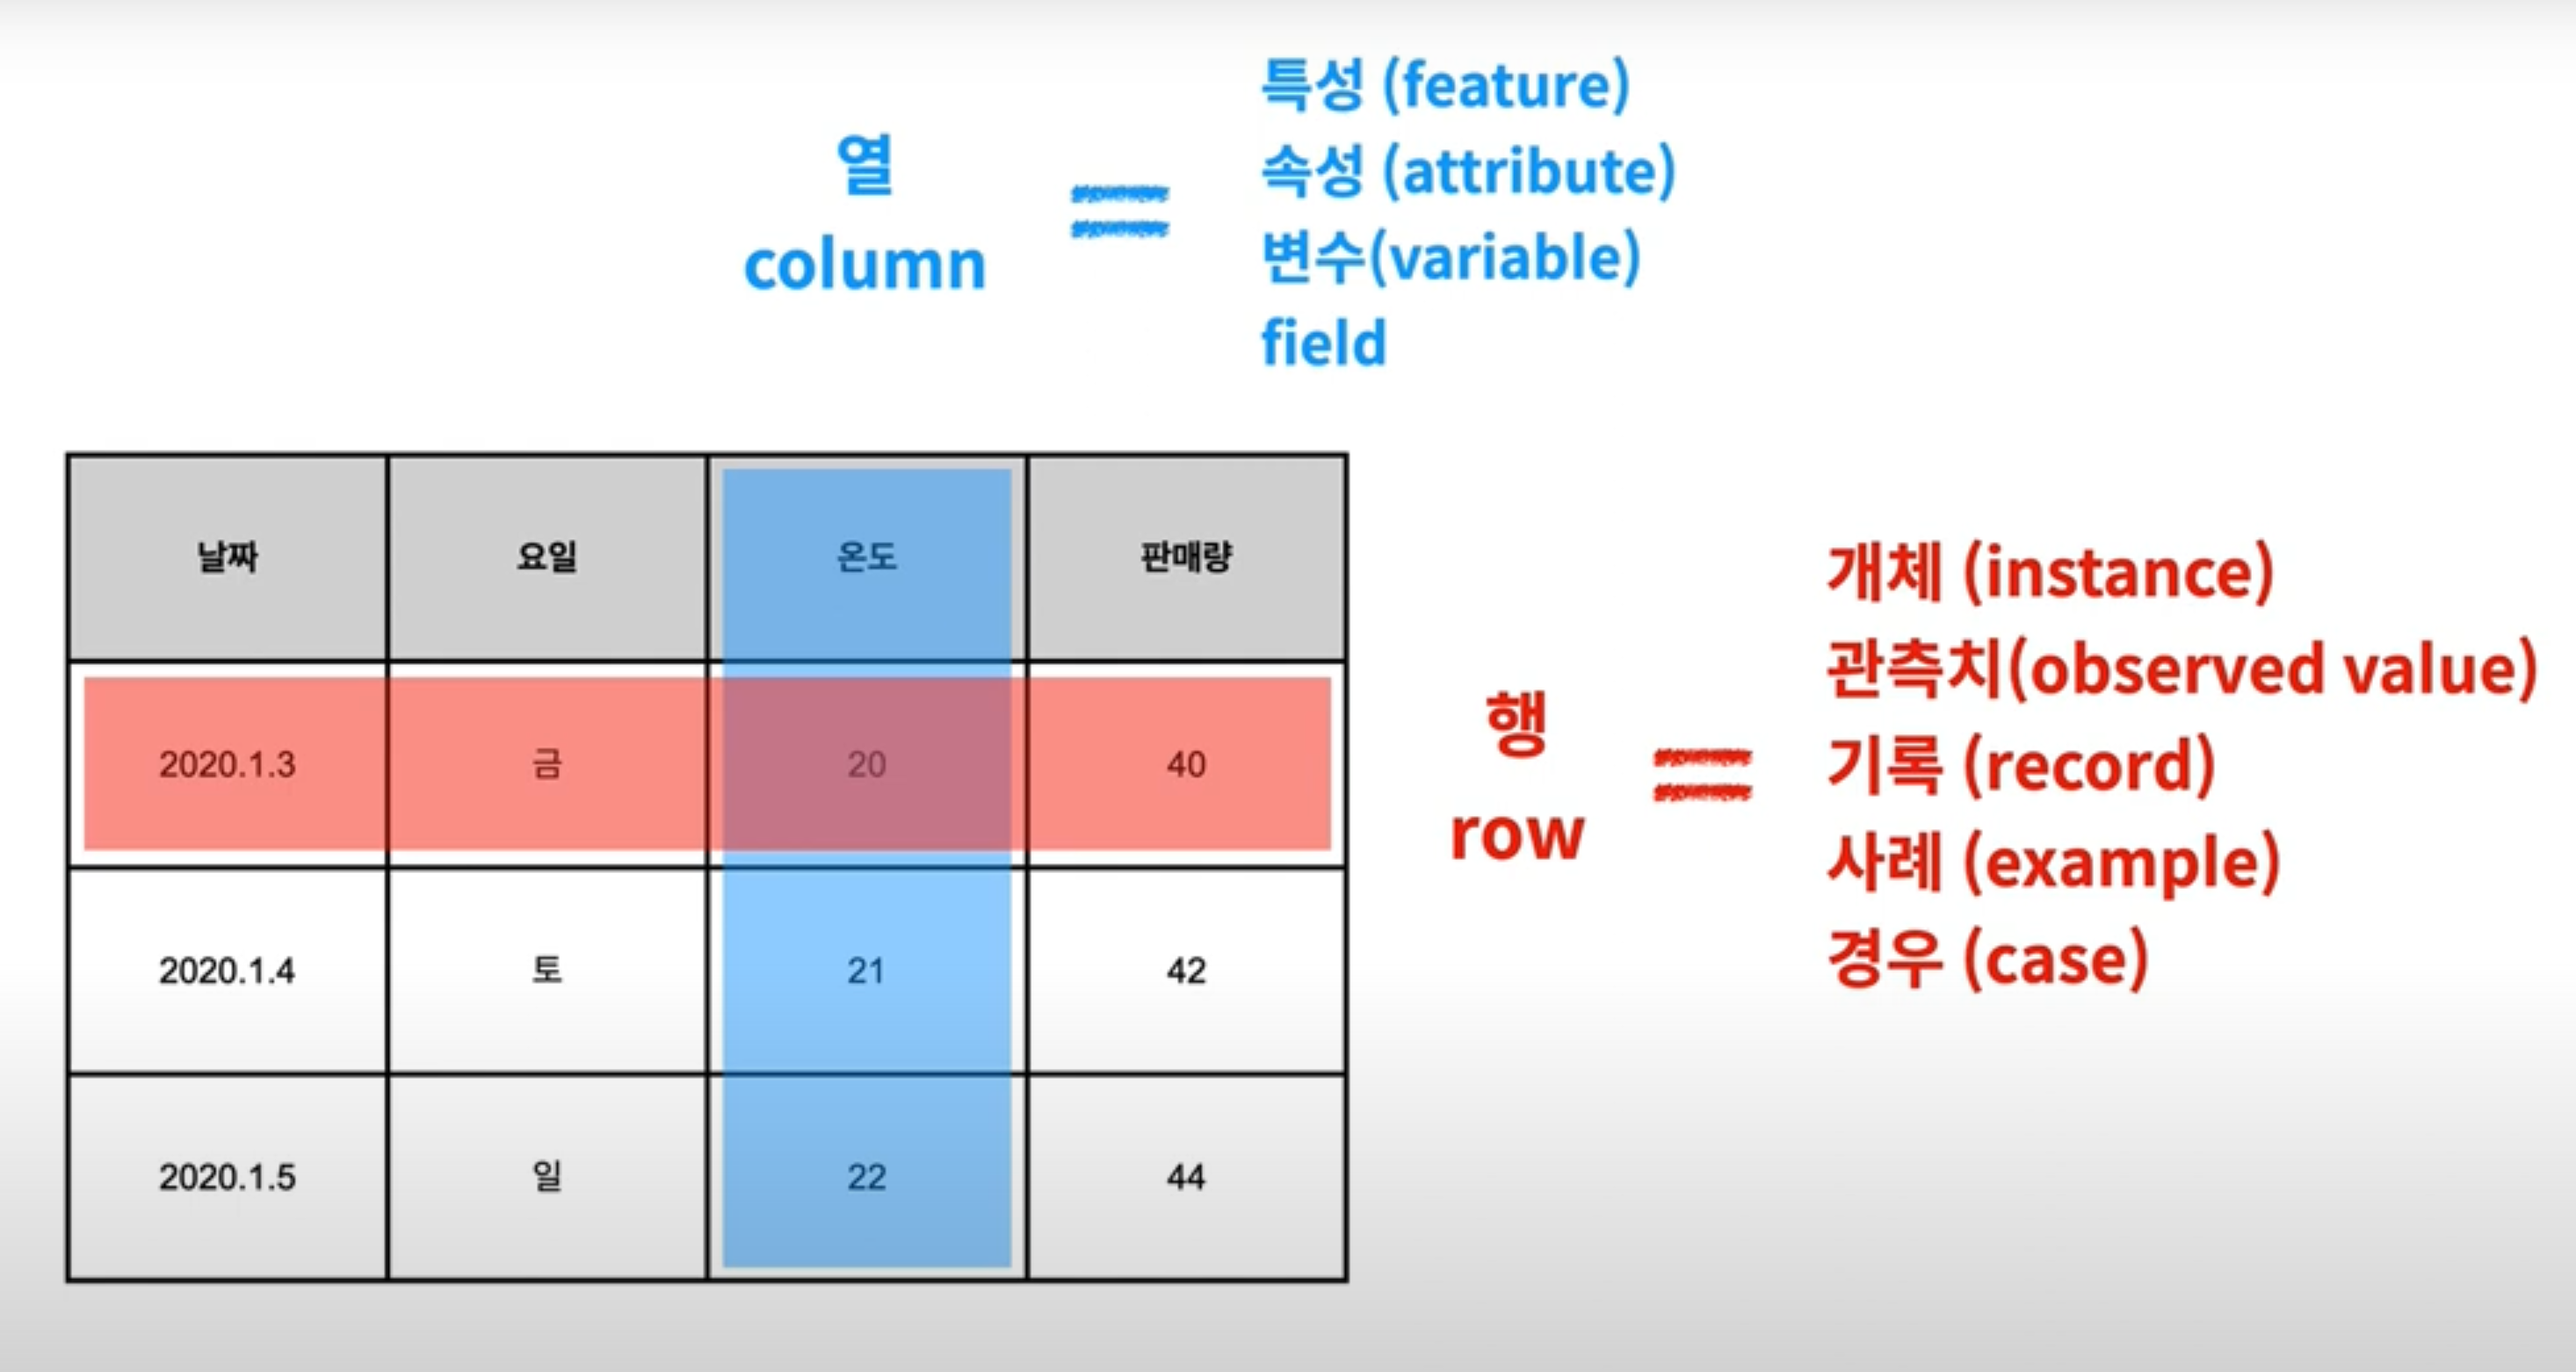 특성 (feature)
속성 (attribute)
변수(variable)
field
열
column
날짜 요일 온도 판매량
2020.1.3 금 20 40
2020.1.4 토 21 42
2020.1.5 일 22 44
행
row
개체 (instance)
관측치(observed value)
기록 (record)
사례 (example)
경우 (case)